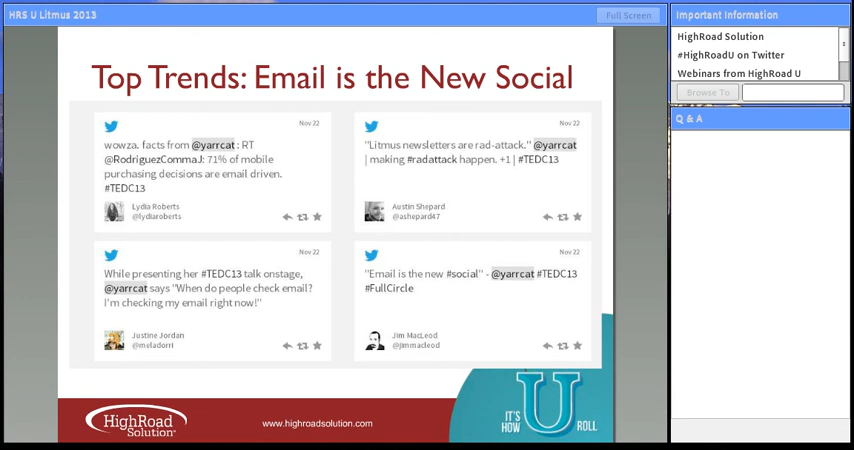 HRS U Litmus 2013
Full Screen
Top Trends: Email is the New Social
Nov 22
wowza. facts from @yarrcat : RT
@RodriguezCommaJ: 71% of mobile
purchasing decisions are email driven.
#TEDC13
Lydia Roberts
@lydiaroberts
Nov 22
"Litmus newsletters are rad-attack." @yarrcat
| making #radattack happen. +1 | #TEDC13
Austin Shepard
@ashepard47
Nov 22
While presenting her #TEDC13 talk onstage,
@yarrcat says "When do people check email?
I'm checking my email right now!"
Justine Jordan
@meladorri
Nov 22
"Email is the new #social" - @yarrcat #TEDC13
#FullCircle
Jim MacLeod
@jimmacleod
HighRoad
Solution
www.highroadsolution.com
IT'S
HOW
U
ROLL
Important Information
HighRoad Solution
#HighRoadU on Twitter
Webinars from HighRoad U
Browse To
Q & A